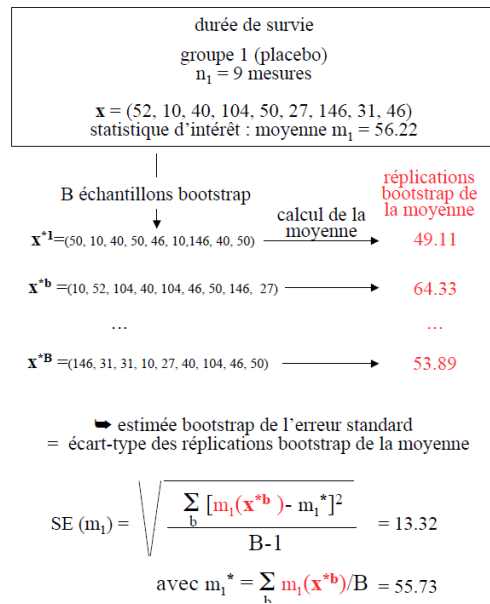 durée de survie
groupe 1 (placebo)
n₁ = 9 mesures
x = (52, 10, 40, 104, 50, 27, 146, 31, 46)
statistique d'intérêt : moyenne m₁ = 56.22
B échantillons bootstrap
réplications
bootstrap de
la moyenne
calcul de la
moyenne
x*1=(50, 10, 40, 50, 46, 10,146, 40, 50)
49.11
x*b =(10, 52, 104, 40, 104, 46, 50, 146, 27)
64.33
...
...
x*B =(146, 31, 31, 10, 27, 40, 104, 46, 50)
53.89
➥ estimée bootstrap de l'erreur standard
= écart-type des réplications bootstrap de la moyenne
SE (m₁) = √ Σ b [m₁(x*b )- m₁*]² / B-1 = 13.32
avec m₁* = Σ b m₁(x*b)/B = 55.73